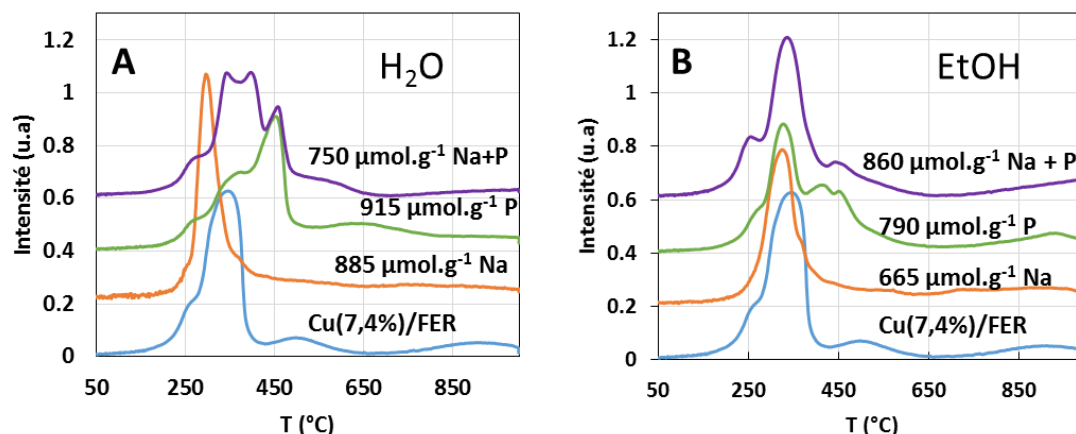 A
H₂O
Intensité (u.a)
1.2
1
0.8
0.6
0.4
0.2
0
750 µmol.g⁻¹ Na+P
915 µmol.g⁻¹ P
885 µmol.g⁻¹ Na
Cu(7,4%)/FER
50 250 450 650 850
T (°C)
B
EtOH
Intensité (u.a)
1.2
1
0.8
0.6
0.4
0.2
0
860 µmol.g⁻¹ Na + P
790 µmol.g⁻¹ P
665 µmol.g⁻¹ Na
Cu(7,4%)/FER
50 250 450 650 850
T (°C)